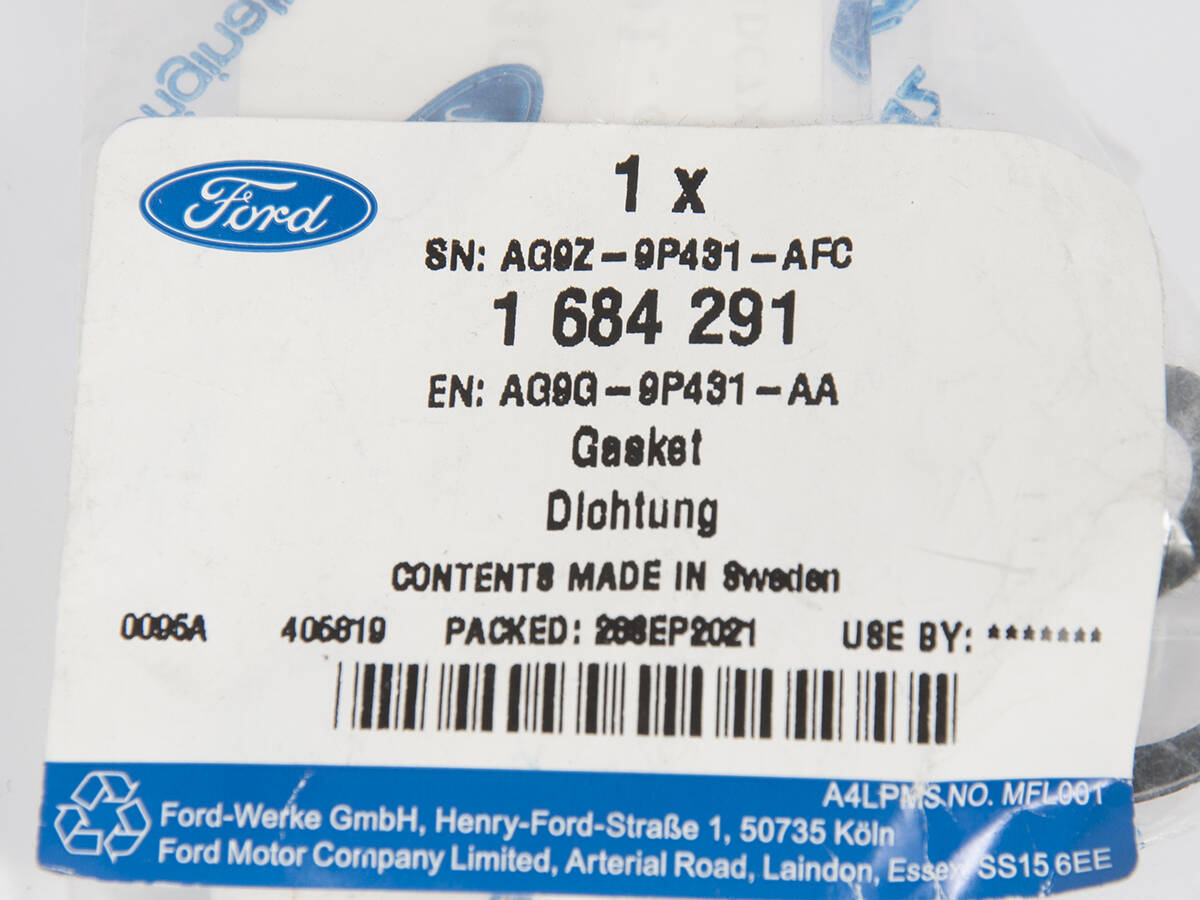 Ford
1 x
SN: AG9Z-9P431-AFC
1 684 291
EN: AG9G-9P431-AA
Gasket
Dichtung
CONTENTS MADE IN Sweden
0095A 405819 PACKED: 28SEP2021 USE BY: *******
A4LPMS NO. MFL001
Ford-Werke GmbH, Henry-Ford-Straße 1, 50735 Köln
Ford Motor Company Limited, Arterial Road, Laindon, Essex SS15 6EE